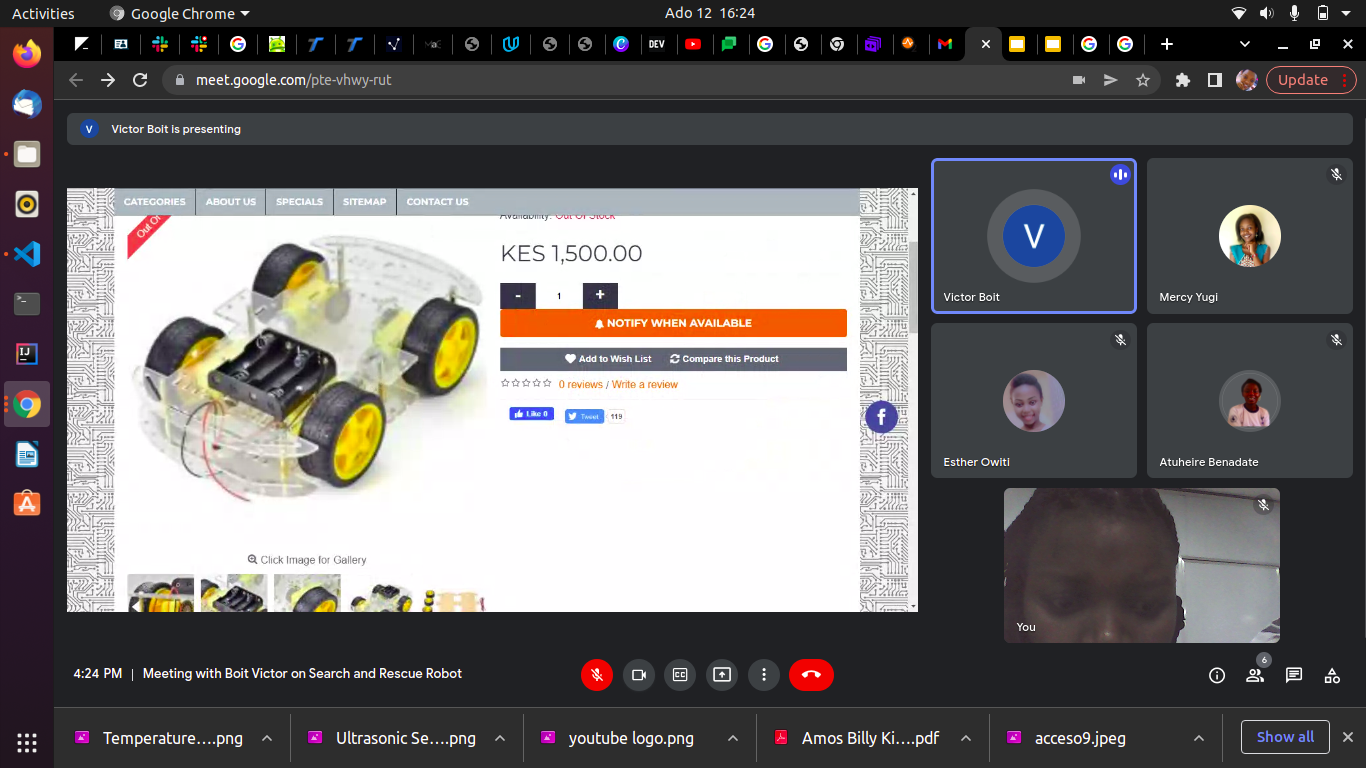 Activities
Google Chrome
Ado 12 16:24
DEV
meet.google.com/pte-vhwy-rut
Update
V
Victor Boit is presenting
CATEGORIES
ABOUT US
SPECIALS
SITEMAP
CONTACT US
Out Of
Availability: Out Of Stock
KES 1,500.00
-
1
+
NOTIFY WHEN AVAILABLE
Add to Wish List
Compare this Product
0 reviews / Write a review
Like 0
Tweet
119
Click Image for Gallery
V
Victor Boit
Mercy Yugi
Esther Owiti
Atuheire Benadate
You
4:24 PM | Meeting with Boit Victor on Search and Rescue Robot
6
Temperature....png
Ultrasonic Se....png
youtube logo.png
Amos Billy Ki....pdf
acceso9.jpeg
Show all